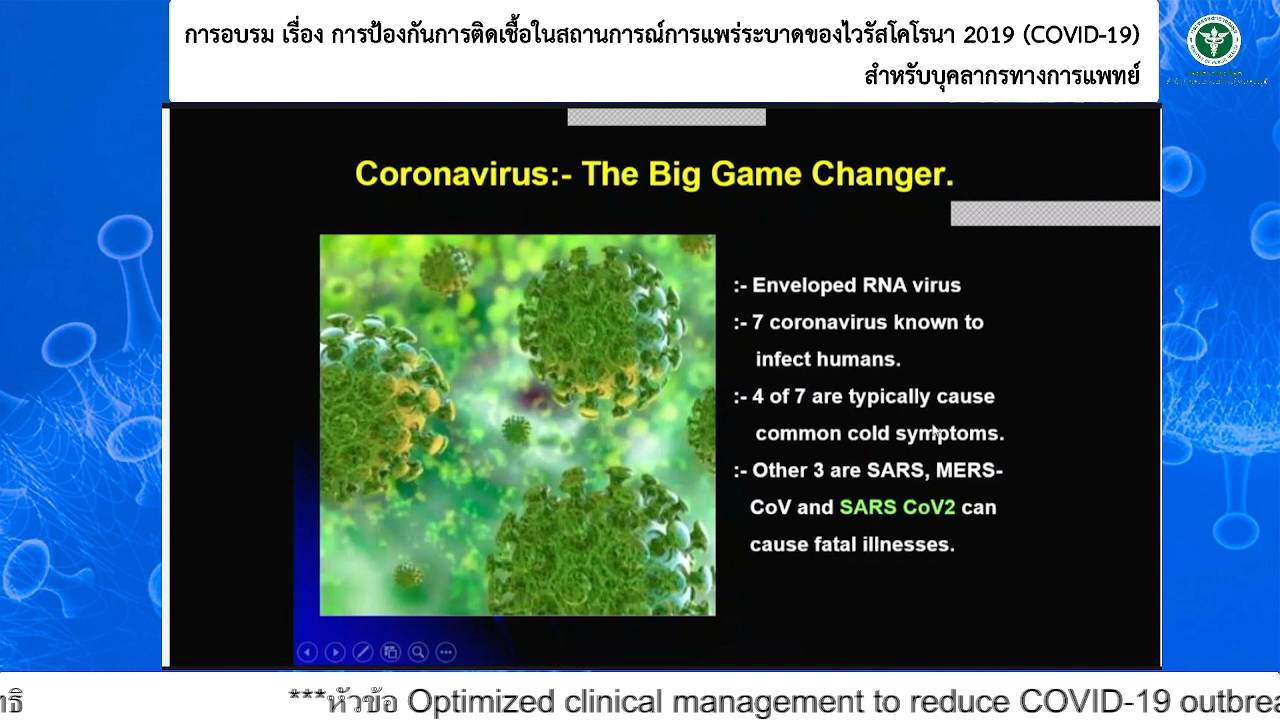 การอบรม เรื่อง การป้องกันการติดเชื้อในสถานการณ์การแพร่ระบาดของไวรัสโคโรนา 2019 (COVID-19)
สำหรับบุคลากรทางการแพทย์
Coronavirus:- The Big Game Changer.
:- Enveloped RNA virus
:- 7 coronavirus known to
infect humans.
:- 4 of 7 are typically cause
common cold symptoms.
:- Other 3 are SARS, MERS-
CoV and SARS CoV2 can
cause fatal illnesses.
***หัวข้อ Optimized clinical management to reduce COVID-19 outbrea